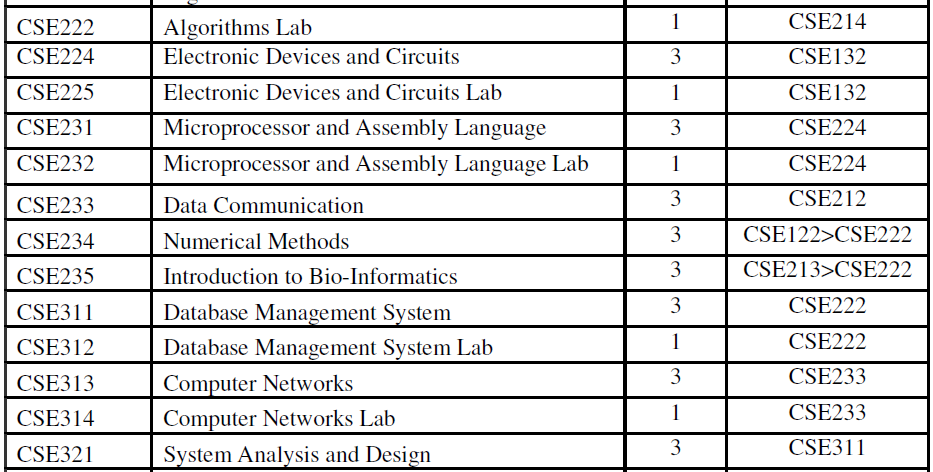 CSE222 Algorithms Lab 1 CSE214
CSE224 Electronic Devices and Circuits 3 CSE132
CSE225 Electronic Devices and Circuits Lab 1 CSE132
CSE231 Microprocessor and Assembly Language 3 CSE224
CSE232 Microprocessor and Assembly Language Lab 1 CSE224
CSE233 Data Communication 3 CSE212
CSE234 Numerical Methods 3 CSE122>CSE222
CSE235 Introduction to Bio-Informatics 3 CSE213>CSE222
CSE311 Database Management System 3 CSE222
CSE312 Database Management System Lab 1 CSE222
CSE313 Computer Networks 3 CSE233
CSE314 Computer Networks Lab 1 CSE233
CSE321 System Analysis and Design 3 CSE311